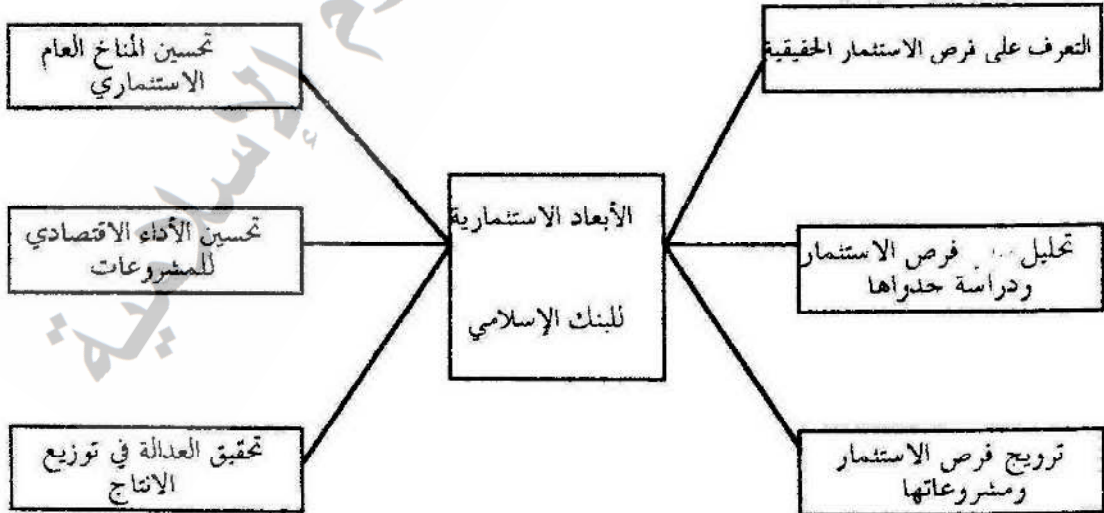 التعرف على فرص الاستثمار الحقيقية
تحليل فرص الاستثمار
ودراسة حدراها
ترويج فرص الاستثمار
ومشروعاتها
الأبعاد الاستثمارية
للبنك الإسلامي
تحسين المناخ العام
الاستثماري
تحسين الأداء الاقتصادي
للمشروعات
تحقيق العدالة في توزيع
الانتاج